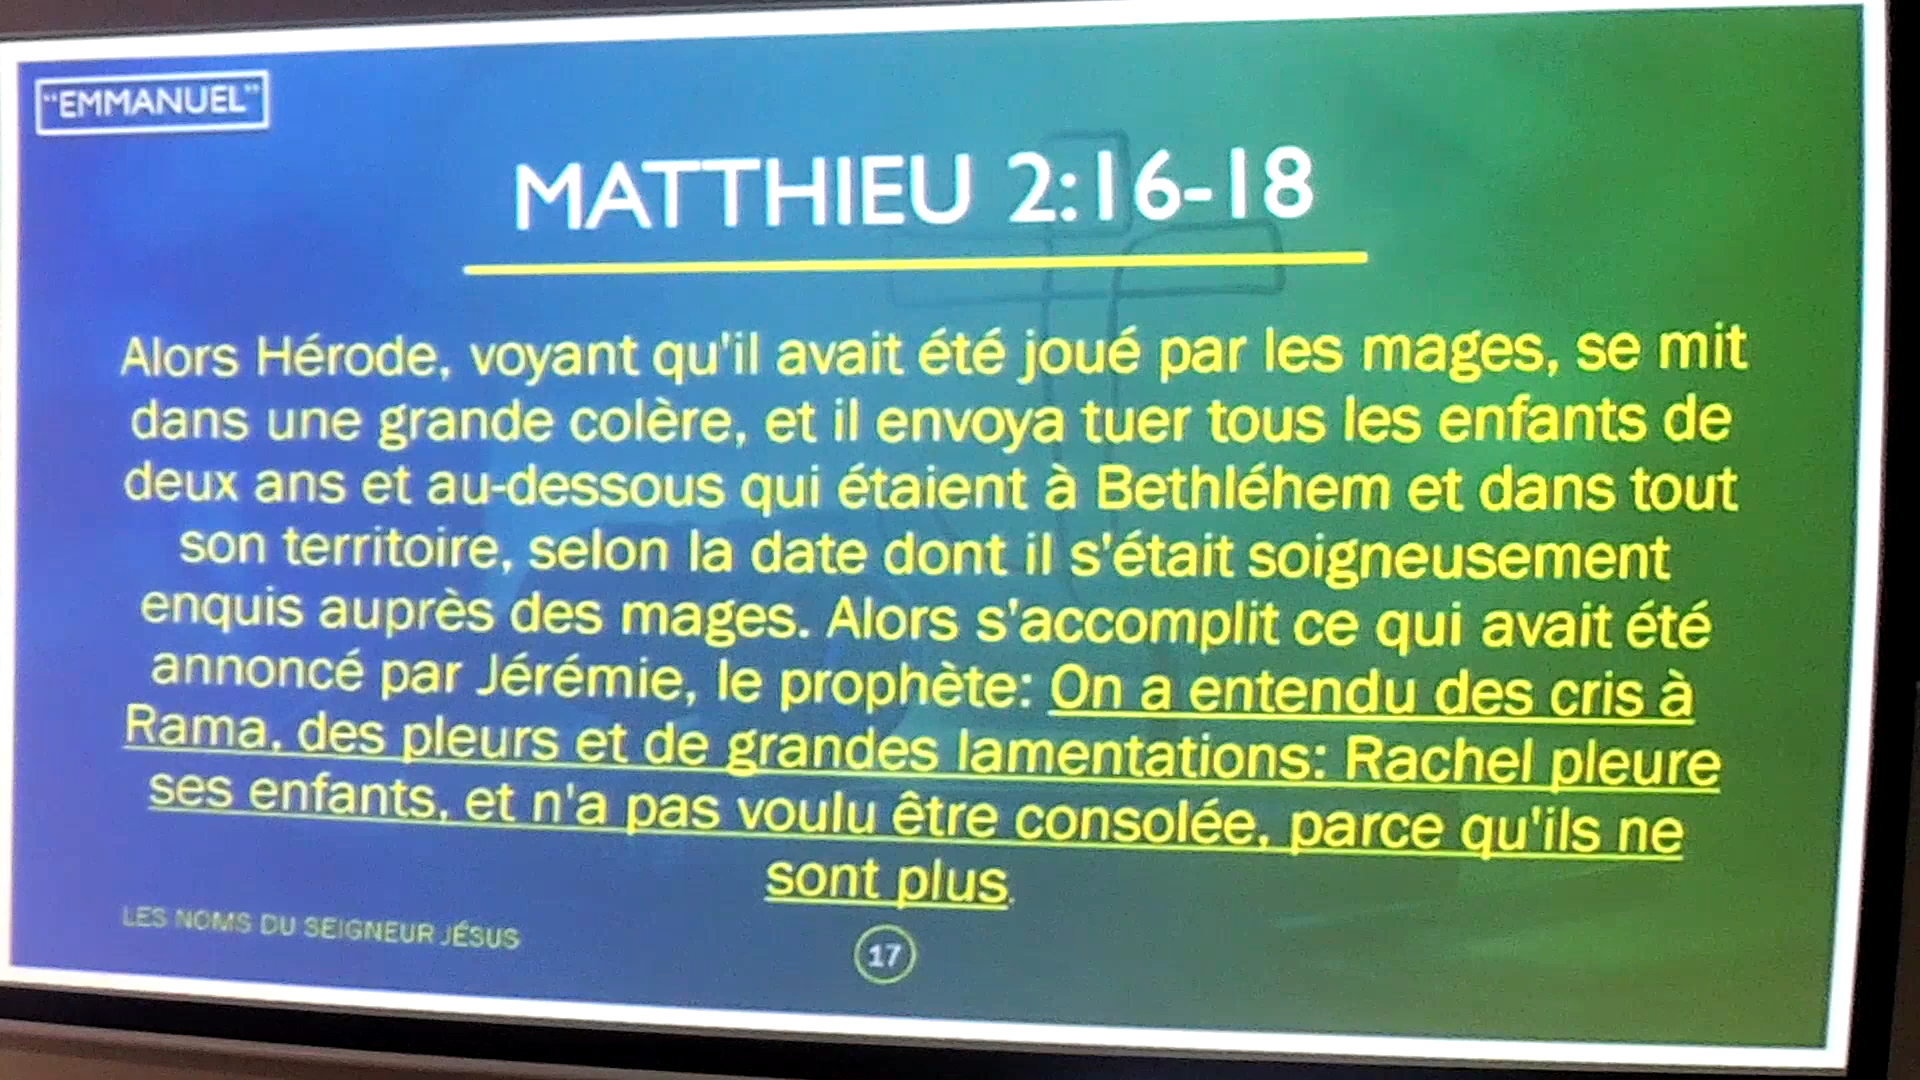 "EMMANUEL"
MATTHIEU 2:16-18
Alors Hérode, voyant qu'il avait été joué par les mages, se mit
dans une grande colère, et il envoya tuer tous les enfants de
deux ans et au-dessous qui étaient à Bethléhem et dans tout
son territoire, selon la date dont il s'était soigneusement
enquis auprès des mages. Alors s'accomplit ce qui avait été
annoncé par Jérémie, le prophète: On a entendu des cris à
Rama, des pleurs et de grandes lamentations: Rachel pleure
ses enfants, et n'a pas voulu être consolée, parce qu'ils ne
sont plus.
LES NOMS DU SEIGNEUR JÉSUS
17